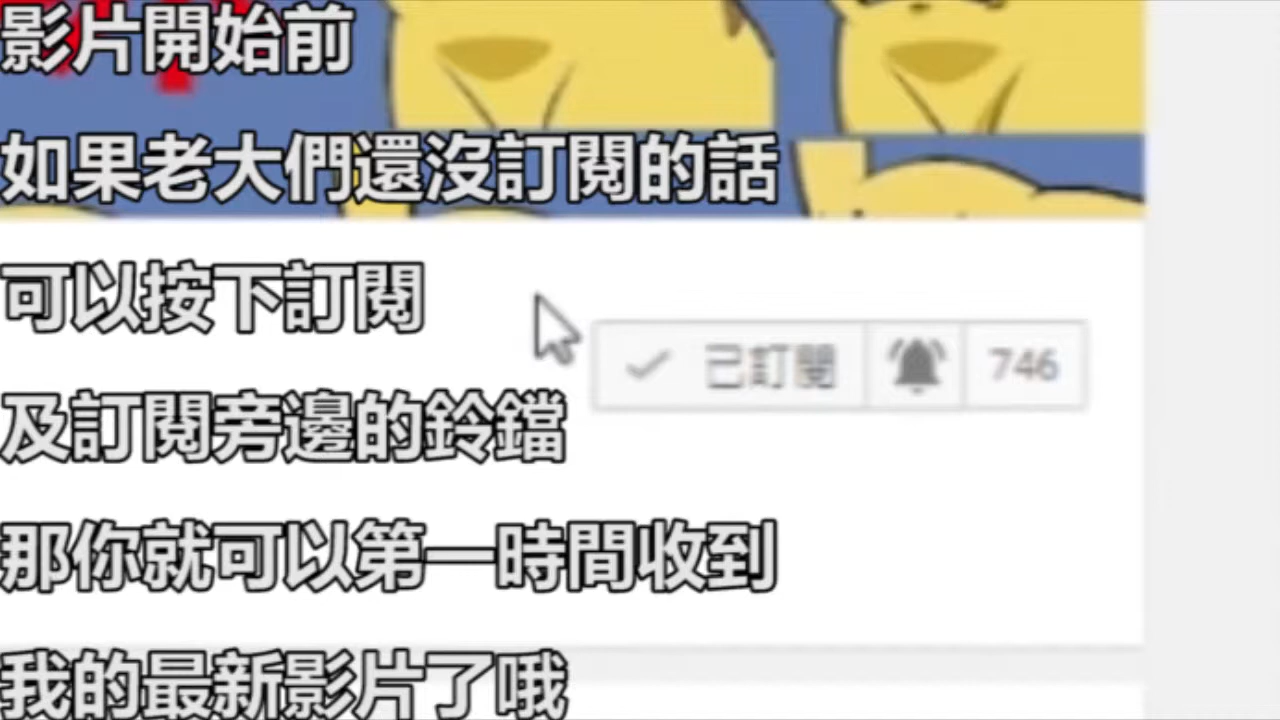 影片開始前
如果老大們還沒訂閱的話
可以按下訂閱
已訂閱
746
及訂閱旁邊的鈴鐺
那你就可以第一時間收到
我的最新影片了哦